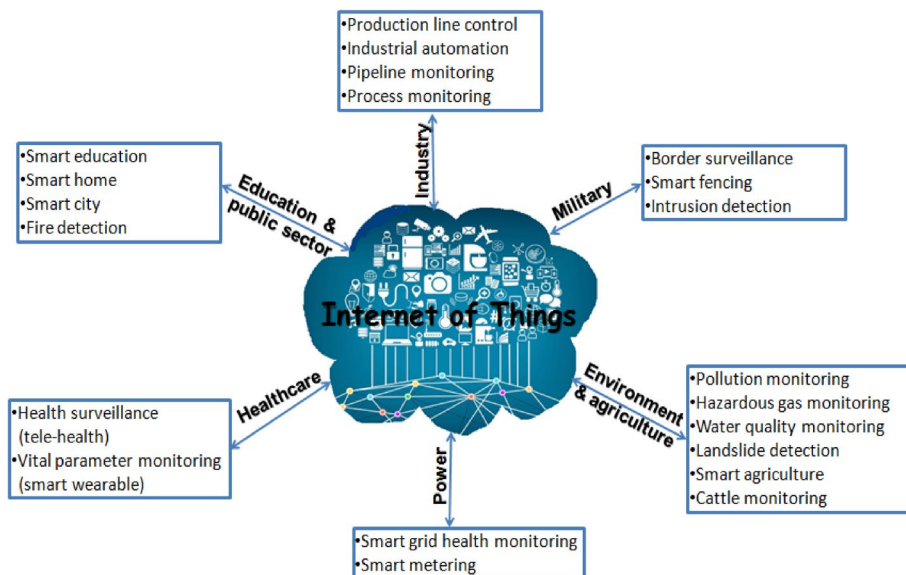 •Production line control
•Industrial automation
•Pipeline monitoring
•Process monitoring
Industry
•Smart education
•Smart home
•Smart city
•Fire detection
Education &
public sector
•Border surveillance
•Smart fencing
•Intrusion detection
Military
Internet of Things
Healthcare
•Health surveillance
(tele-health)
•Vital parameter monitoring
(smart wearable)
Environment
& agriculture
•Pollution monitoring
•Hazardous gas monitoring
•Water quality monitoring
•Landslide detection
•Smart agriculture
•Cattle monitoring
Power
•Smart grid health monitoring
•Smart metering